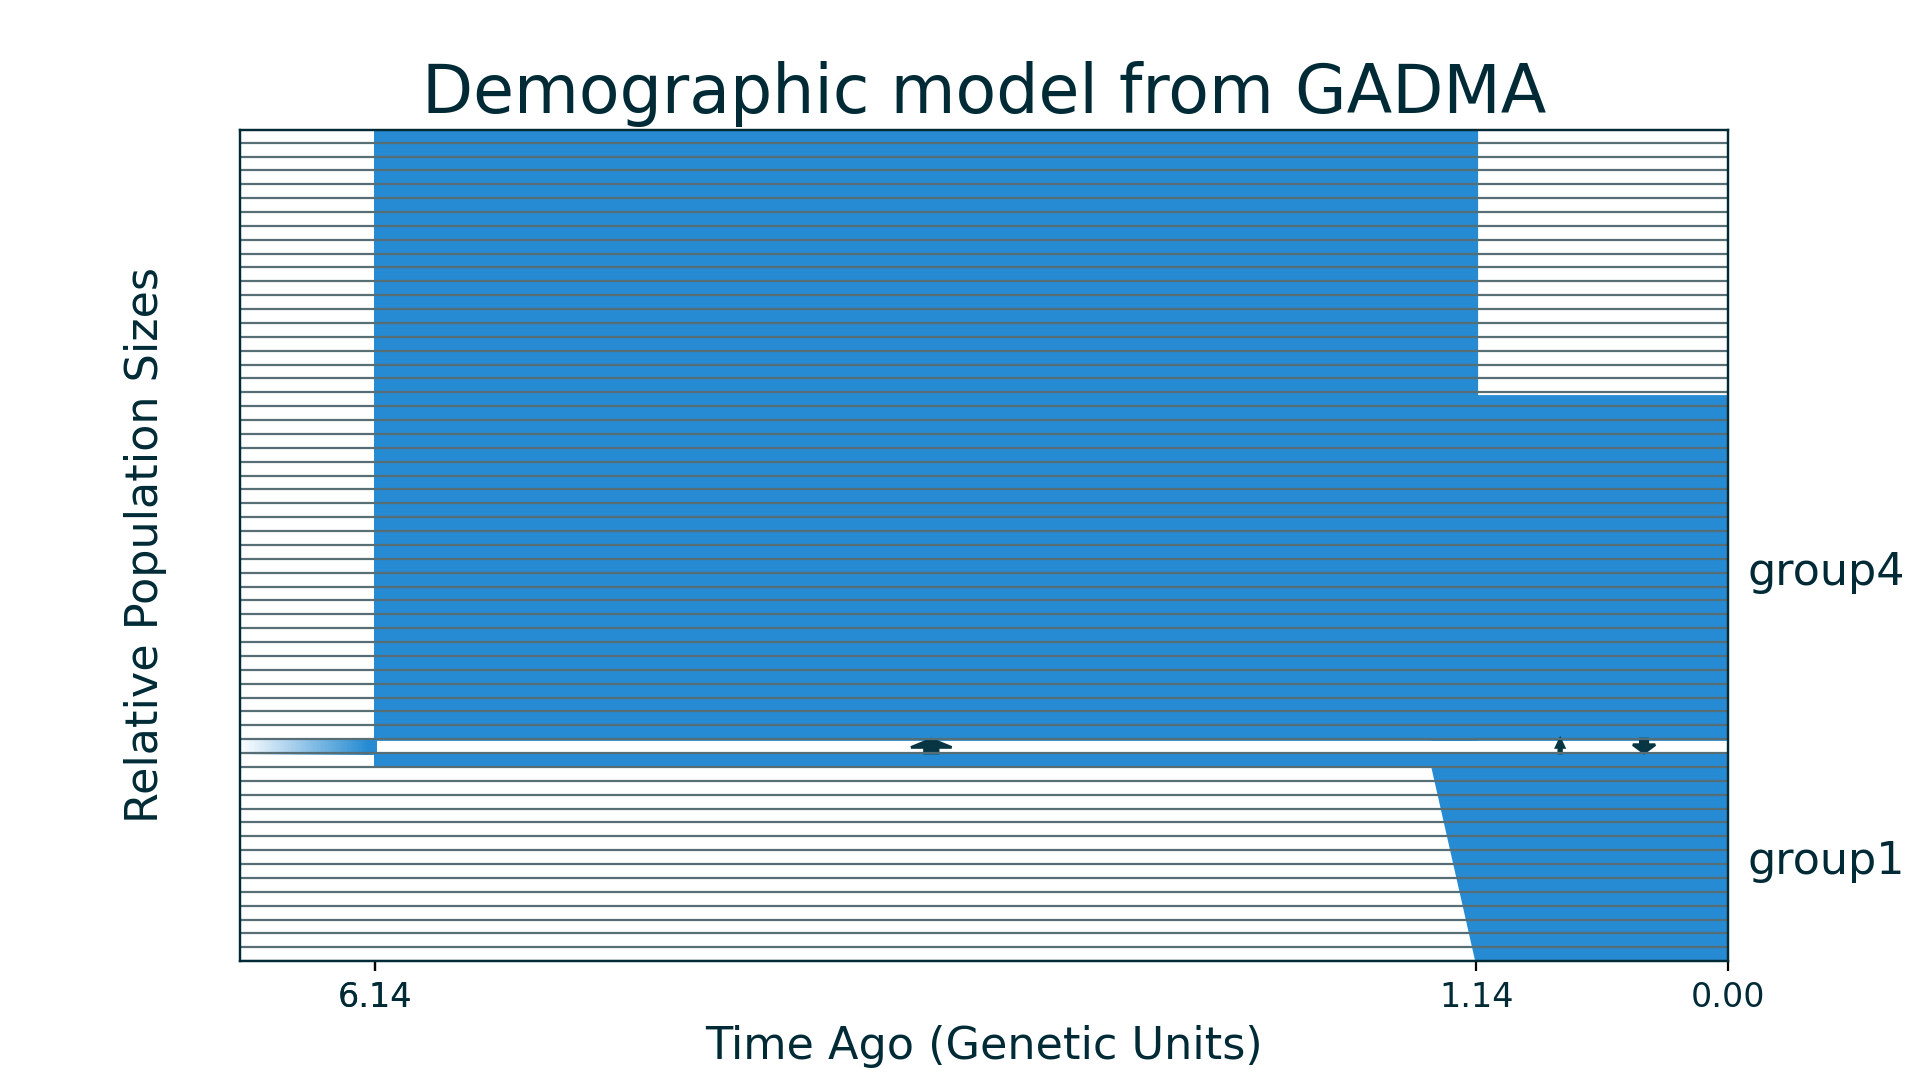 Demographic model from GADMA
Relative Population Sizes
group4
group1
6.14
1.14
0.00
Time Ago (Genetic Units)